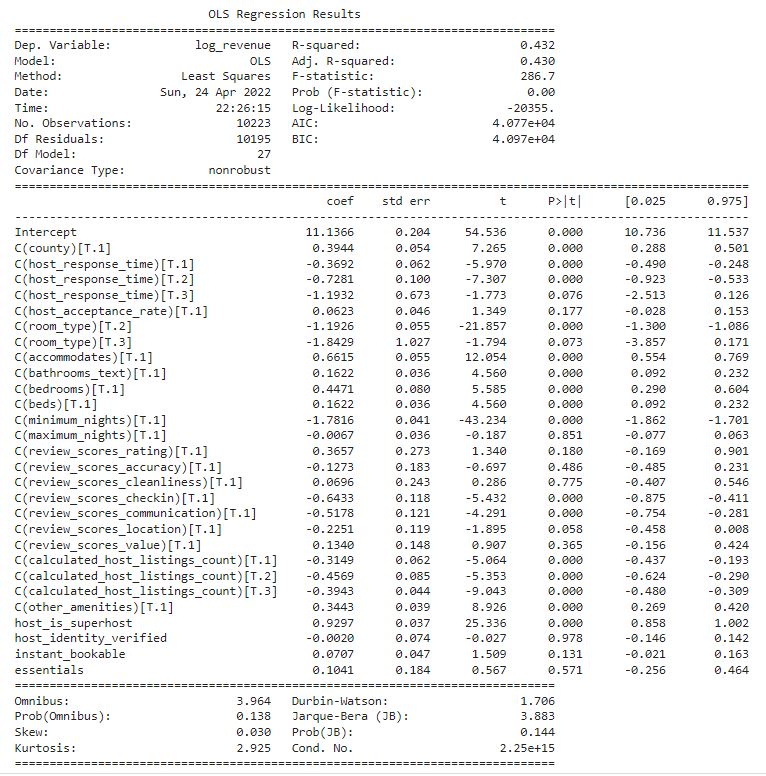 OLS Regression Results
==============================================================================
Dep. Variable: log_revenue R-squared: 0.432
Model: OLS Adj. R-squared: 0.430
Method: Least Squares F-statistic: 286.7
Date: Sun, 24 Apr 2022 Prob (F-statistic): 0.00
Time: 22:26:15 Log-Likelihood: -20355.
No. Observations: 10223 AIC: 4.077e+04
Df Residuals: 10195 BIC: 4.097e+04
Df Model: 27
Covariance Type: nonrobust
==============================================================================
coef std err t P>|t| [0.025 0.975]
------------------------------------------------------------------------------
Intercept 11.1366 0.204 54.536 0.000 10.736 11.537
C(county)[T.1] 0.3944 0.054 7.265 0.000 0.288 0.501
C(host_response_time)[T.1] -0.3692 0.062 -5.970 0.000 -0.490 -0.248
C(host_response_time)[T.2] -0.7281 0.100 -7.307 0.000 -0.923 -0.533
C(host_response_time)[T.3] -1.1932 0.673 -1.773 0.076 -2.513 0.126
C(host_acceptance_rate)[T.1] 0.0623 0.046 1.349 0.177 -0.028 0.153
C(room_type)[T.2] -1.1926 0.055 -21.857 0.000 -1.300 -1.086
C(room_type)[T.3] -1.8429 1.027 -1.794 0.073 -3.857 0.171
C(accommodates)[T.1] 0.6615 0.055 12.054 0.000 0.554 0.769
C(bathrooms_text)[T.1] 0.1622 0.036 4.560 0.000 0.092 0.232
C(bedrooms)[T.1] 0.4471 0.080 5.585 0.000 0.290 0.604
C(beds)[T.1] 0.1622 0.036 4.560 0.000 0.092 0.232
C(minimum_nights)[T.1] -1.7816 0.041 -43.234 0.000 -1.862 -1.701
C(maximum_nights)[T.1] -0.0067 0.036 -0.187 0.851 -0.077 0.063
C(review_scores_rating)[T.1] 0.3657 0.273 1.340 0.180 -0.169 0.901
C(review_scores_accuracy)[T.1] -0.1273 0.183 -0.697 0.486 -0.485 0.231
C(review_scores_cleanliness)[T.1] 0.0696 0.243 0.286 0.775 -0.407 0.546
C(review_scores_checkin)[T.1] -0.6433 0.118 -5.432 0.000 -0.875 -0.411
C(review_scores_communication)[T.1] -0.5178 0.121 -4.291 0.000 -0.754 -0.281
C(review_scores_location)[T.1] -0.2251 0.119 -1.895 0.058 -0.458 0.008
C(review_scores_value)[T.1] 0.1340 0.148 0.907 0.365 -0.156 0.424
C(calculated_host_listings_count)[T.1] -0.3149 0.062 -5.064 0.000 -0.437 -0.193
C(calculated_host_listings_count)[T.2] -0.4569 0.085 -5.353 0.000 -0.624 -0.290
C(calculated_host_listings_count)[T.3] -0.3943 0.044 -9.043 0.000 -0.480 -0.309
C(other_amenities)[T.1] 0.3443 0.039 8.926 0.000 0.269 0.420
host_is_superhost 0.9297 0.037 25.336 0.000 0.858 1.002
host_identity_verified -0.0020 0.074 -0.027 0.978 -0.146 0.142
instant_bookable 0.0707 0.047 1.509 0.131 -0.021 0.163
essentials 0.1041 0.184 0.567 0.571 -0.256 0.464
==============================================================================
Omnibus: 3.964 Durbin-Watson: 1.706
Prob(Omnibus): 0.138 Jarque-Bera (JB): 3.883
Skew: 0.030 Prob(JB): 0.144
Kurtosis: 2.925 Cond. No. 2.25e+15
==============================================================================